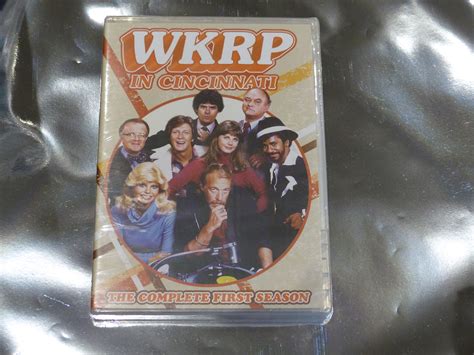 WKRP
IN CINCINNATI
THE COMPLETE FIRST SEASON